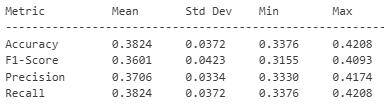 Metric Mean Std Dev Min Max
------------------------------------------------------------
Accuracy 0.3824 0.0372 0.3376 0.4208
F1-Score 0.3601 0.0423 0.3155 0.4093
Precision 0.3706 0.0334 0.3330 0.4174
Recall 0.3824 0.0372 0.3376 0.4208